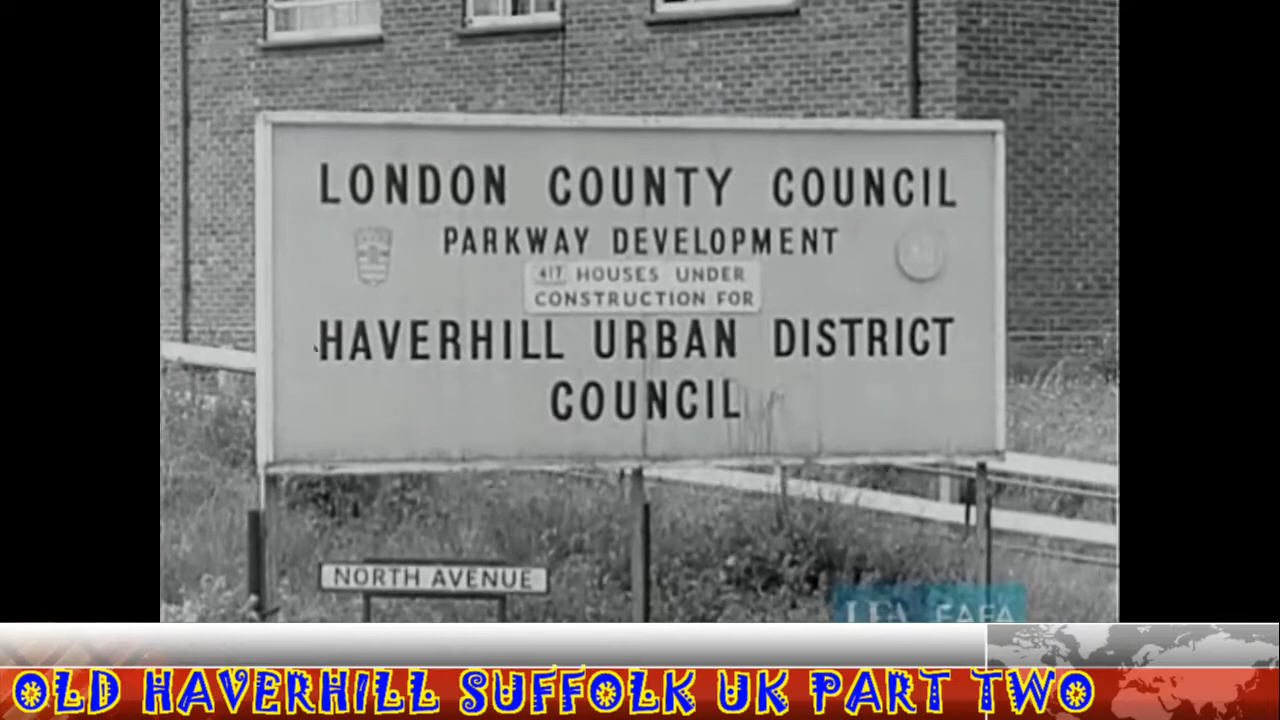 LONDON COUNTY COUNCIL
PARKWAY DEVELOPMENT
417 HOUSES UNDER
CONSTRUCTION FOR
HAVERHILL URBAN DISTRICT
COUNCIL
NORTH AVENUE
EAFA
OLD HAVERHILL SUFFOLK UK PART TWO